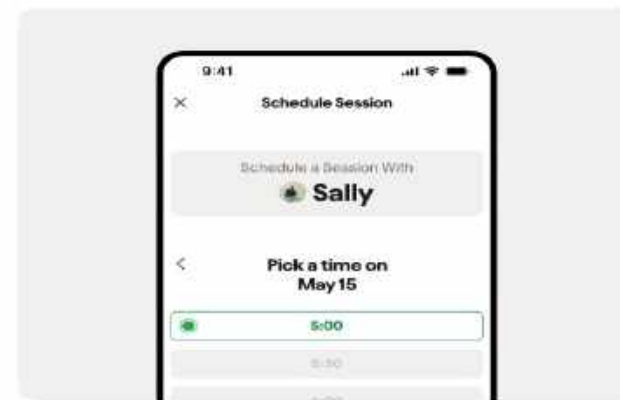 9:41
Schedule Session
Schedule a Session With
Sally
Pick a time on
May 15
5:00